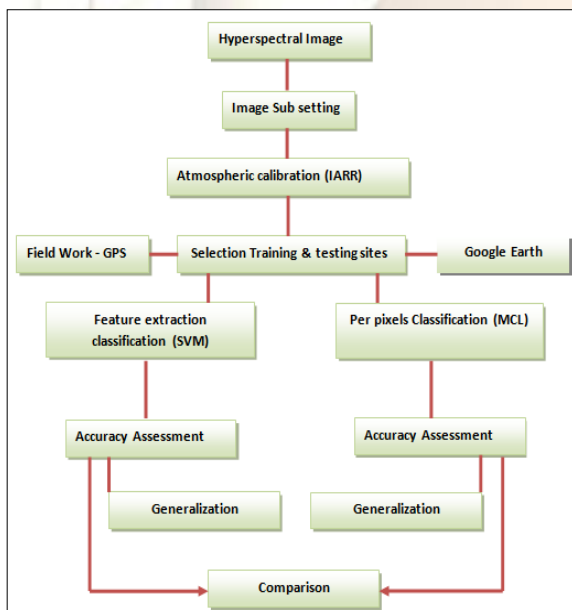 Hyperspectral Image
Image Sub setting
Atmospheric calibration (IARR)
Field Work - GPS
Selection Training & testing sites
Google Earth
Feature extraction
classification (SVM)
Per pixels Classification (MCL)
Accuracy Assessment
Accuracy Assessment
Generalization
Generalization
Comparison